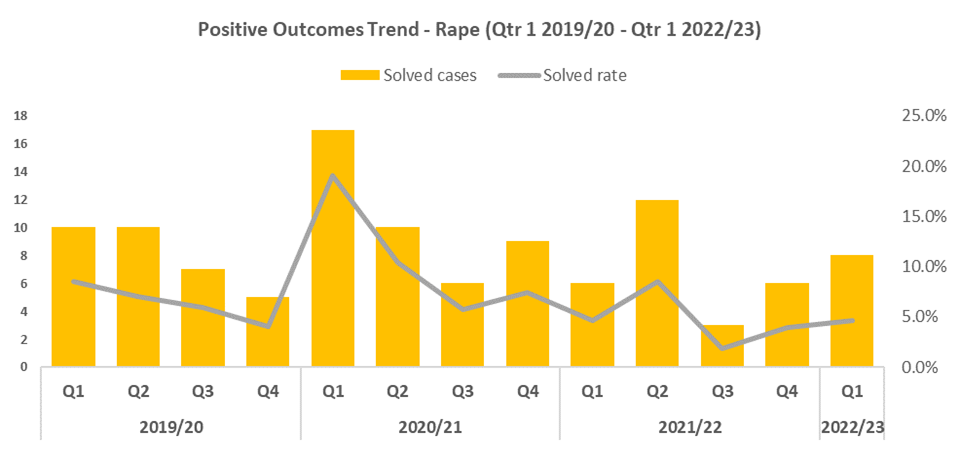 Positive Outcomes Trend - Rape (Qtr 1 2019/20 - Qtr 1 2022/23)
Solved cases Solved rate
18 25.0%
16
14 20.0%
12
10 15.0%
8 10.0%
6
4 5.0%
2
0 0.0%
Q1 Q2 Q3 Q4 Q1 Q2 Q3 Q4 Q1 Q2 Q3 Q4 Q1
2019/20 2020/21 2021/22 2022/23